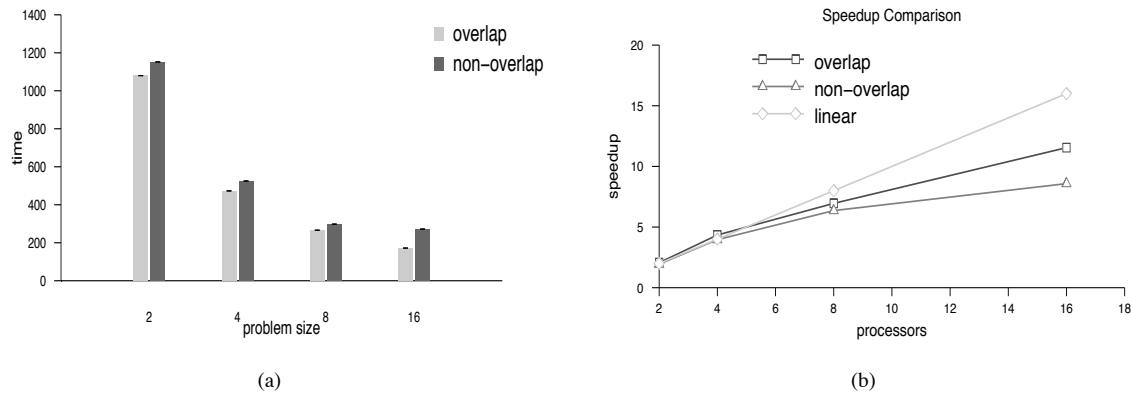 1400
1200
1000
800
600
400
200
0
time
overlap
non-overlap
2
4
8
16
problem size
(a)
Speedup Comparison
20
15
10
5
0
speedup
overlap
non-overlap
linear
2
4
6
8
10
12
14
16
18
processors
(b)